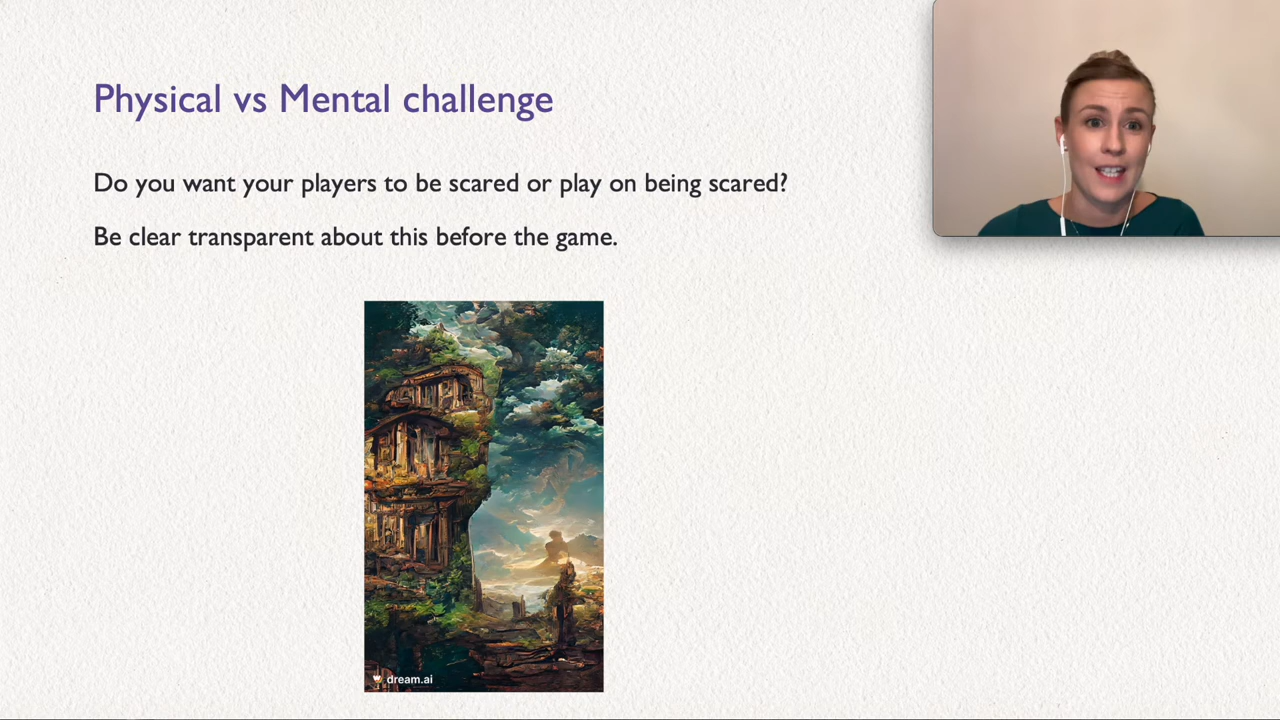 Physical vs Mental challenge
Do you want your players to be scared or play on being scared?
Be clear transparent about this before the game.
dream.ai